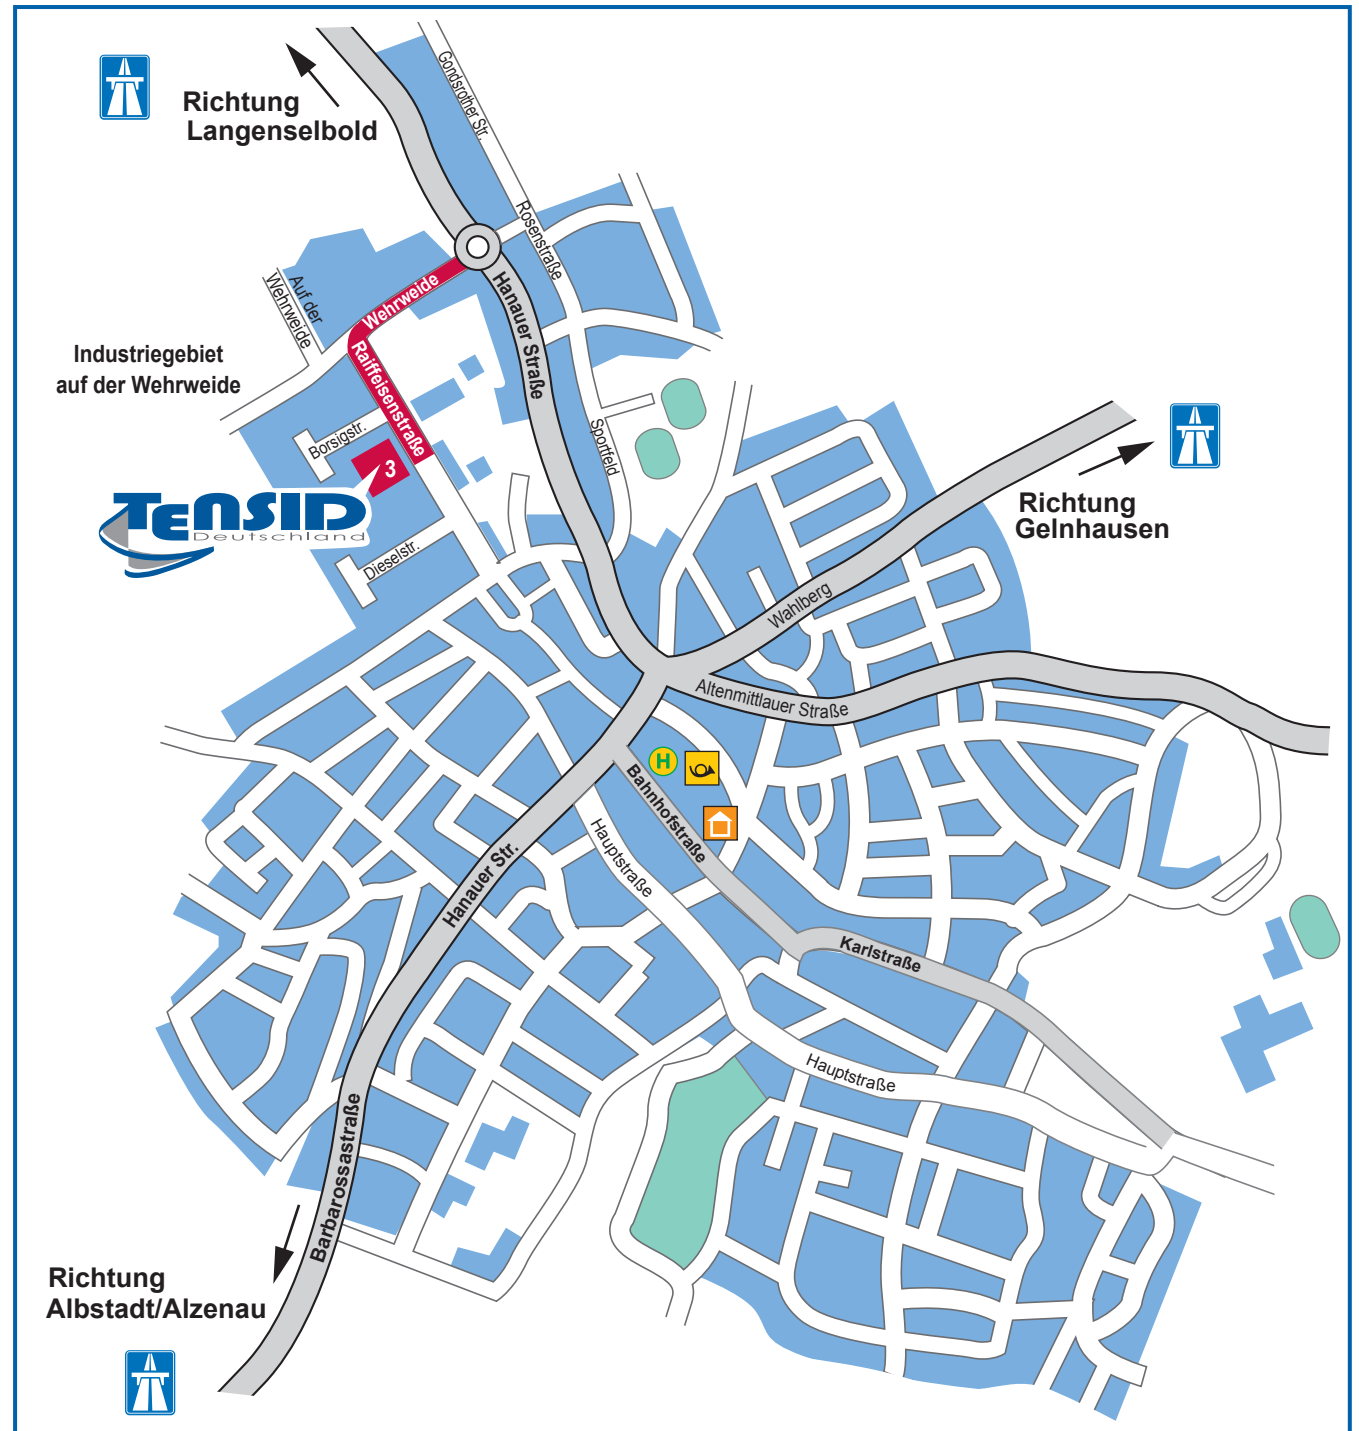 Gondsrother Str.
Richtung
Langenselbold
Rosenstraße
Auf der
Wehrweide
Wehrweide
Hanauer Straße
Industriegebiet
auf der Wehrweide
Raiffeisenstraße
Borsigstr.
3
Sportfeld
TENSID
Deutschland
Dieselstr.
Richtung
Gelnhausen
Wahlberg
Altenmittlauer Straße
H
Bahnhofstraße
Hauptstraße
Hanauer Str.
Karlstraße
Hauptstraße
Barbarossastraße
Richtung
Albstadt/Alzenau